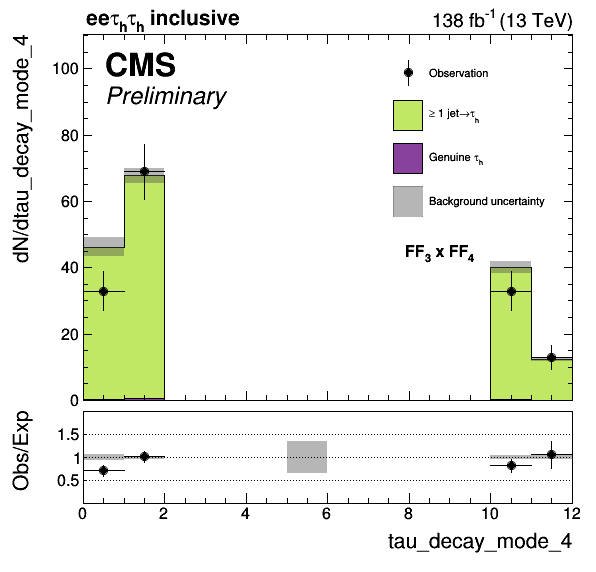 eeτhτh inclusive
138 fb-1 (13 TeV)
CMS
Preliminary
Observation
≥ 1 jet→τh
Genuine τh
Background uncertainty
FF3 x FF4
dN/dtau_decay_mode_4
100
80
60
40
20
0
Obs/Exp
1.5
1
0.5
0 2 4 6 8 10 12
tau_decay_mode_4